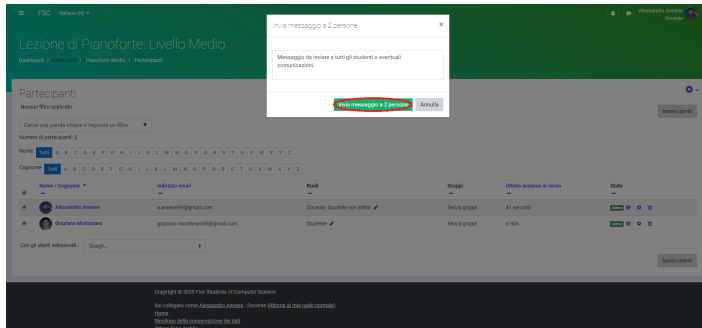 FSC Italiano (it)
Alessandro Annese
Docente
Invia messaggio a 2 persone ×
Messaggio da inviare a tutti gli studenti o eventuali
comunicazioni
Invia messaggio a 2 persone Annulla
Lezione di Pianoforte: Livello Medio
Dashboard / I miei corsi / Pianoforte Medio / Partecipanti
Partecipanti
Nessun filtro applicato
Iscrivi utenti
Cerca una parola chiave o imposta un filtro ▼
Numero di partecipanti: 2
Nome Tutti A B C D E F G H I J K L M N O P Q R S T U V W X Y Z
Cognome Tutti A B C D E F G H I J K L M N O P Q R S T U V W X Y Z
Nome / Cognome Indirizzo email Ruoli Gruppi Ultimo accesso al corso Stato
Alessandro Annese x.annese99@gmail.com Docente, Docente non editor Senza gruppi 41 secondi Attivo
Graziano Montanaro graziano.montanaro98@gmail.com Studente Senza gruppi 6 min. Attivo
Con gli utenti selezionati... Scegli...
Iscrivi utenti
Copyright © 2020 Five Students of Computer Science
Sei collegato come Alessandro Annese : Docente (Ritorna al mio ruolo normale)
Home
Riepilogo della conservazione dei dati